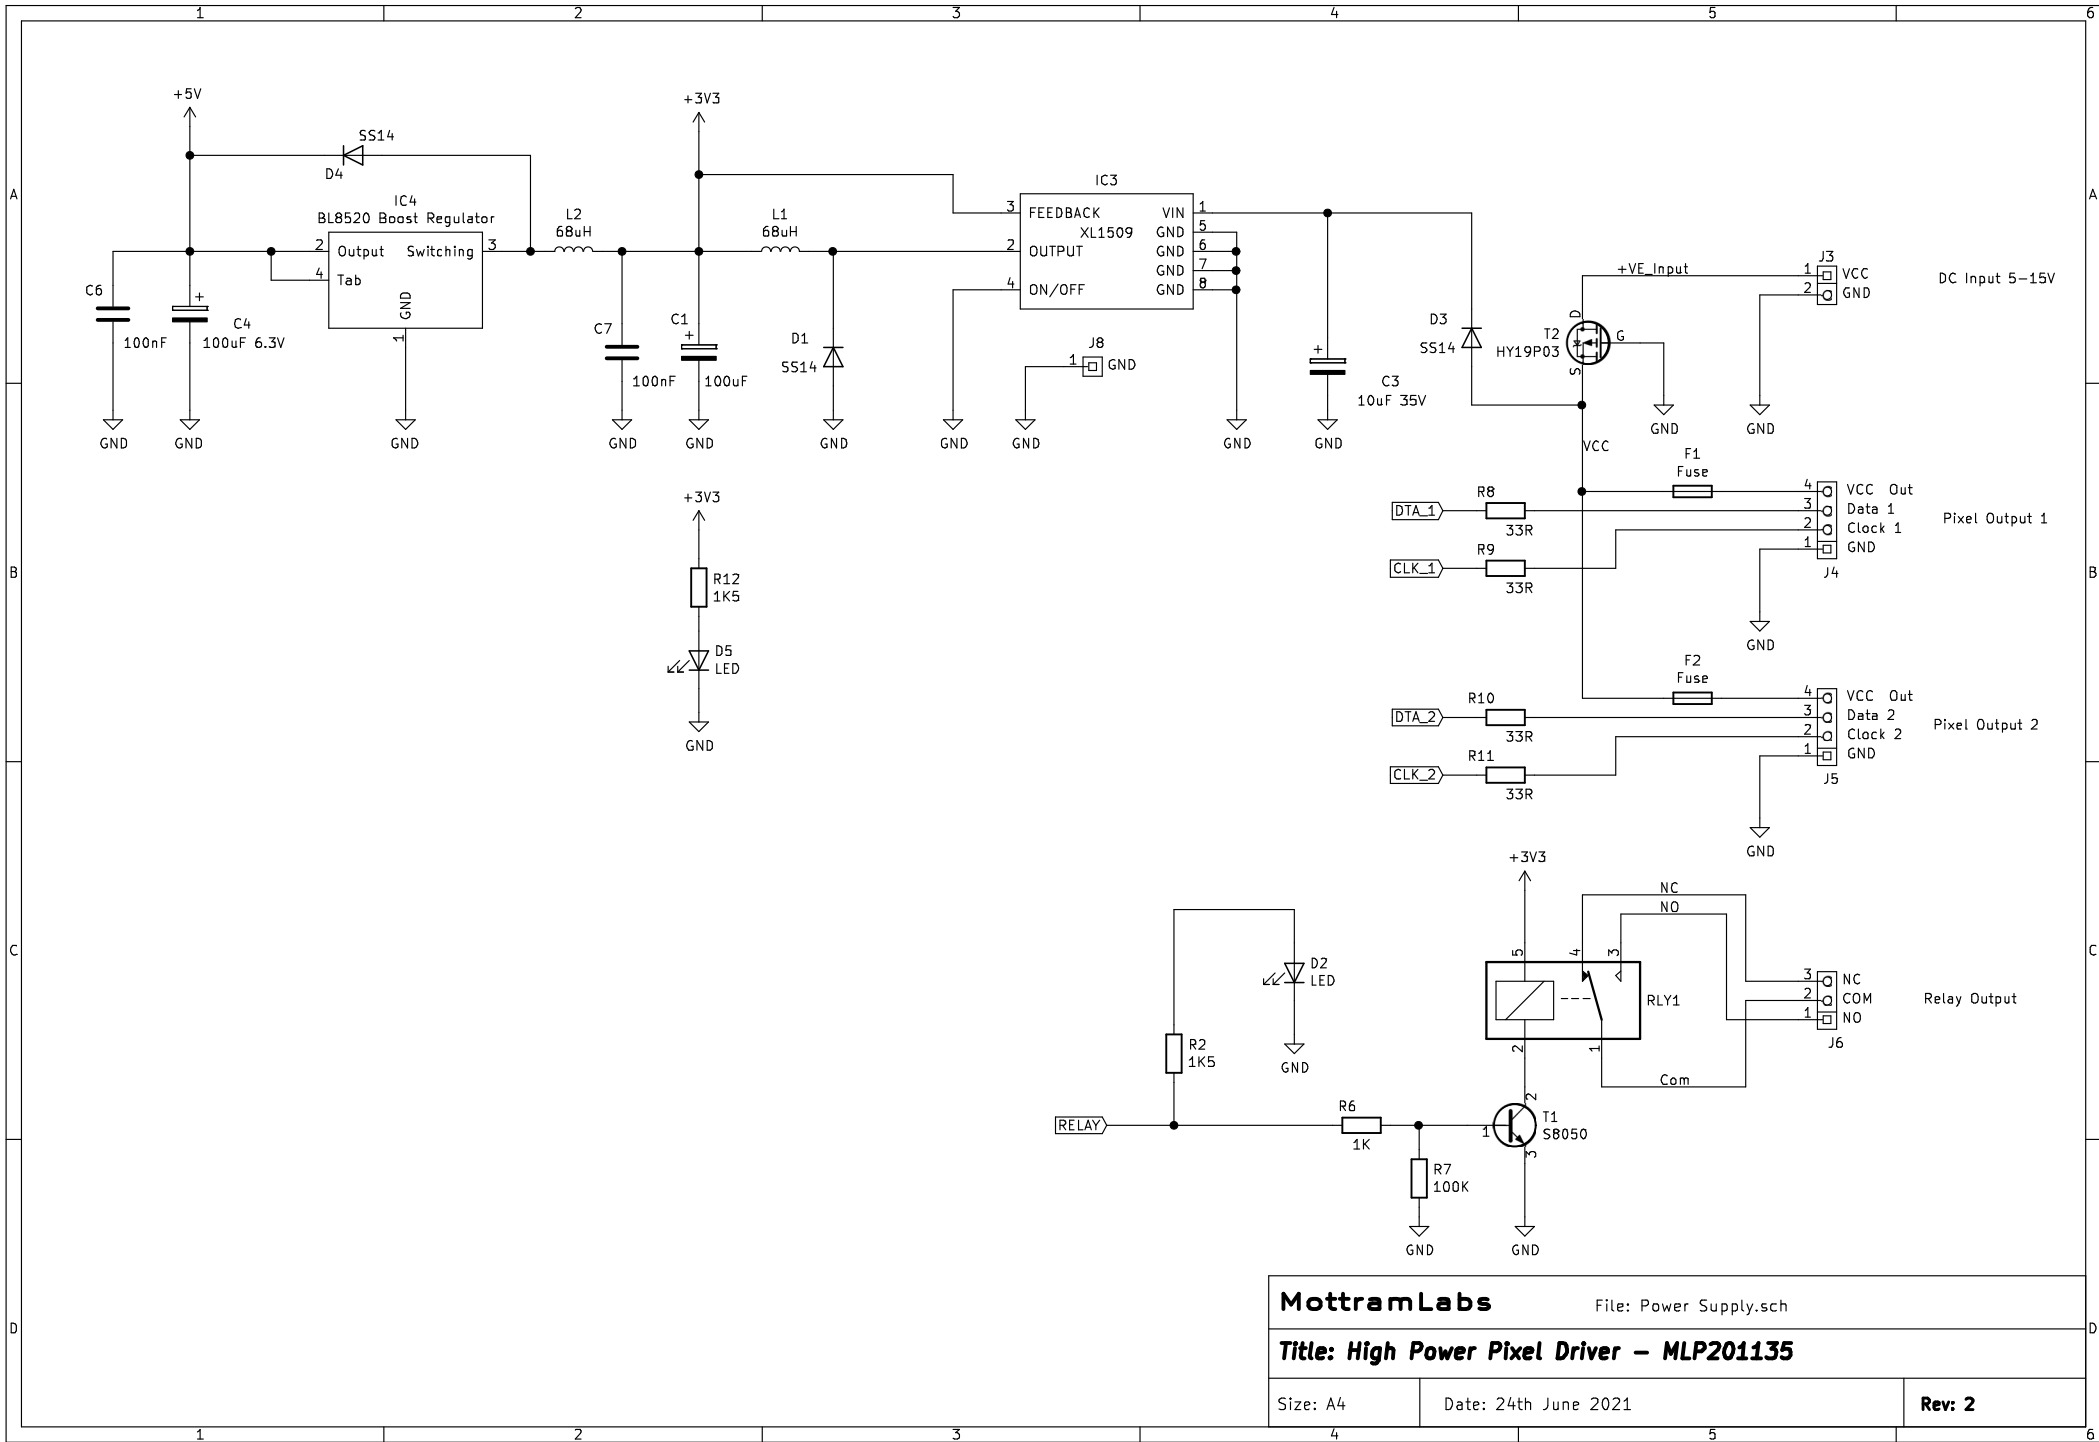 1 2 3 4 5 6
A
B
C
D
A
B
C
D
1 2 3 4 5 6
+5V
SS14
D4
IC4
BL8520 Boost Regulator
2 Output
Switching 3
4 Tab
GND
1
C6
100nF
GND
+
C4
100uF 6.3V
GND
GND
L2
68uH
+3V3
C7
100nF
GND
C1
+
100uF
GND
L1
68uH
D1
SS14
GND
IC3
XL1509
3 FEEDBACK
2 OUTPUT
4 ON/OFF
VIN 1
GND 5
GND 6
GND 7
GND 8
GND
J8
1 GND
GND
GND
+
C3
10uF 35V
GND
D3
SS14
+VE_Input
T2
HY19P03
D
G
S
GND
J3
1 VCC
2 GND
DC Input 5-15V
GND
VCC
F1
Fuse
DTA_1
R8
33R
CLK_1
R9
33R
4 VCC Out
3 Data 1
2 Clock 1
1 GND
J4
Pixel Output 1
GND
F2
Fuse
DTA_2
R10
33R
CLK_2
R11
33R
4 VCC Out
3 Data 2
2 Clock 2
1 GND
J5
Pixel Output 2
GND
+3V3
R12
1K5
D5
LED
GND
+3V3
NC
NO
5
4
3
RLY1
2
1
Com
3 NC
2 COM
1 NO
J6
Relay Output
D2
LED
GND
R2
1K5
RELAY
R6
1K
R7
100K
GND
1
2
3
T1
S8050
GND
MottramLabs
File: Power Supply.sch
Title: High Power Pixel Driver – MLP201135
Size: A4
Date: 24th June 2021
Rev: 2